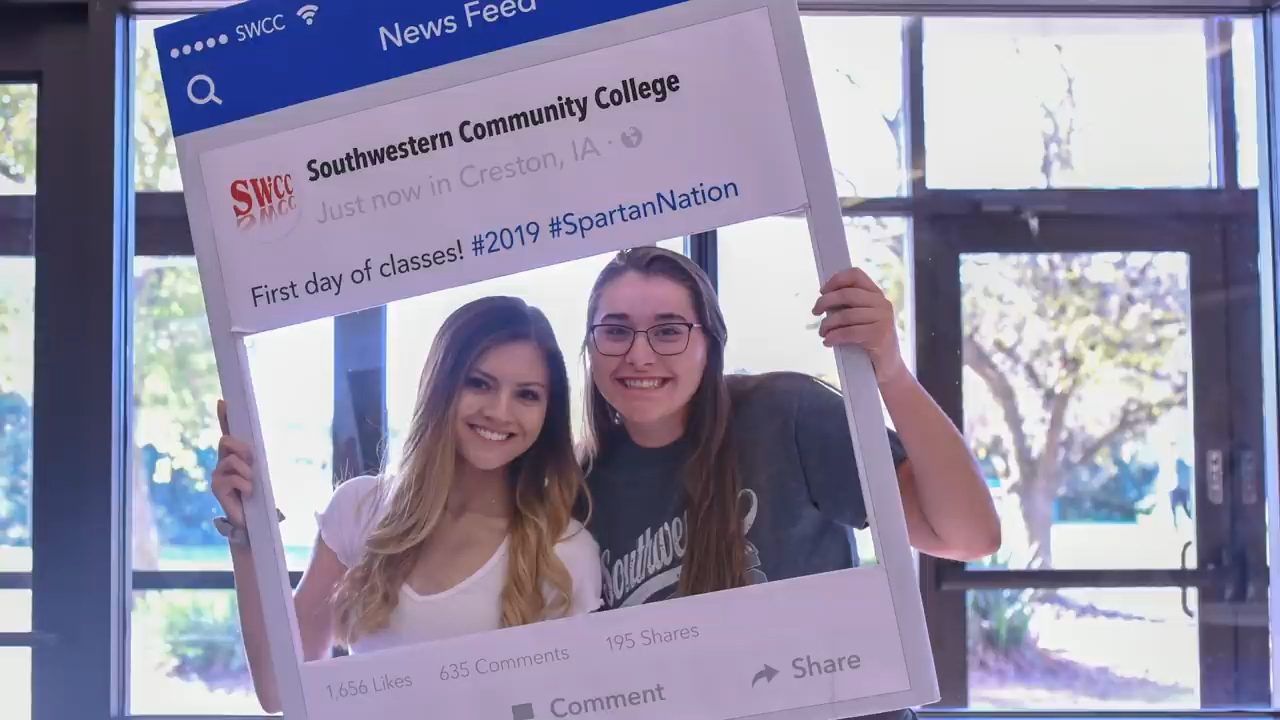 SWCC
News Feed
SWCC
Southwestern Community College
Just now in Creston, IA ·
First day of classes! #2019 #SpartanNation
1,656 Likes 635 Comments 195 Shares
Comment Share